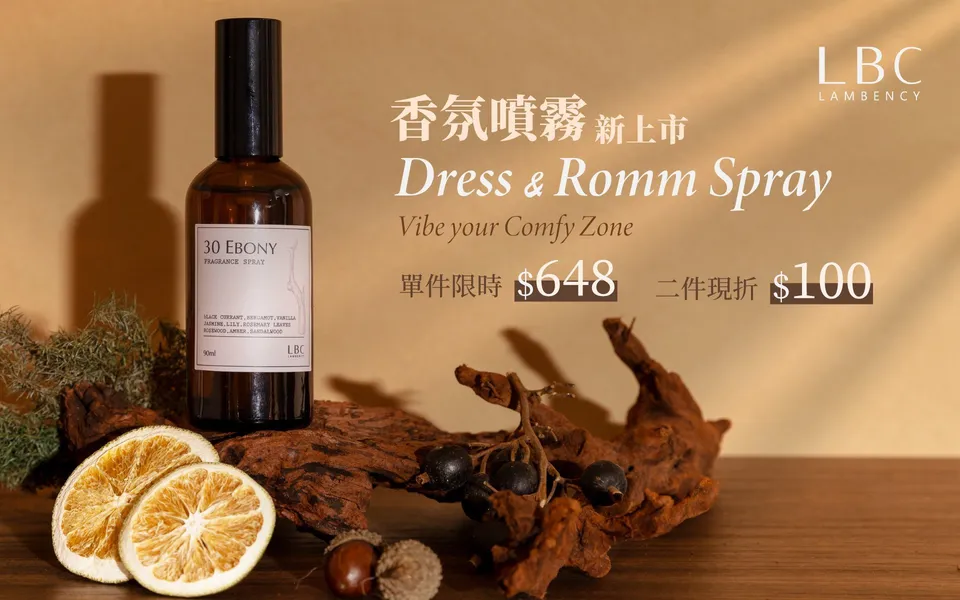 LBC
LAMBENCY
香氛噴霧 新上市
Dress & Romm Spray
Vibe your Comfy Zone
單件限時 $648 二件現折 $100
30 EBONY
FRAGRANCE SPRAY
BLACK CURRANT,BERGAMOT,VANILLA
JASMINE,LILY,ROSEMARY LEAVES
ROSEWOOD,AMBER,SANDALWOOD
90ml
LBC
LAMBENCY